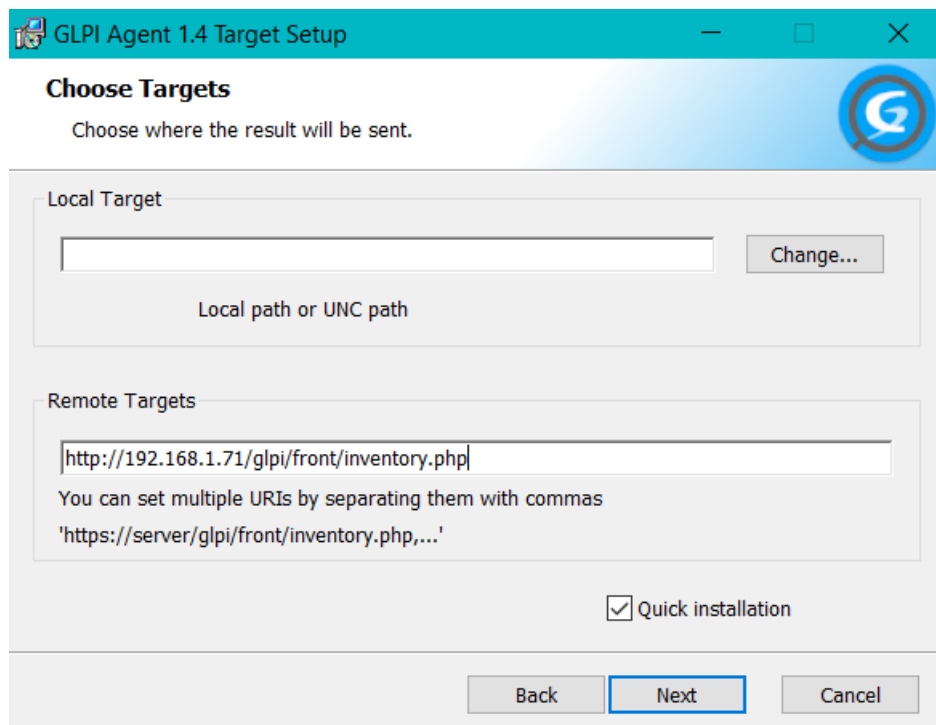 GLPI Agent 1.4 Target Setup
Choose Targets
Choose where the result will be sent.
Local Target
Change...
Local path or UNC path
Remote Targets
http://192.168.1.71/glpi/front/inventory.php
You can set multiple URIs by separating them with commas
'https://server/glpi/front/inventory.php,...'
Quick installation
Back
Next
Cancel